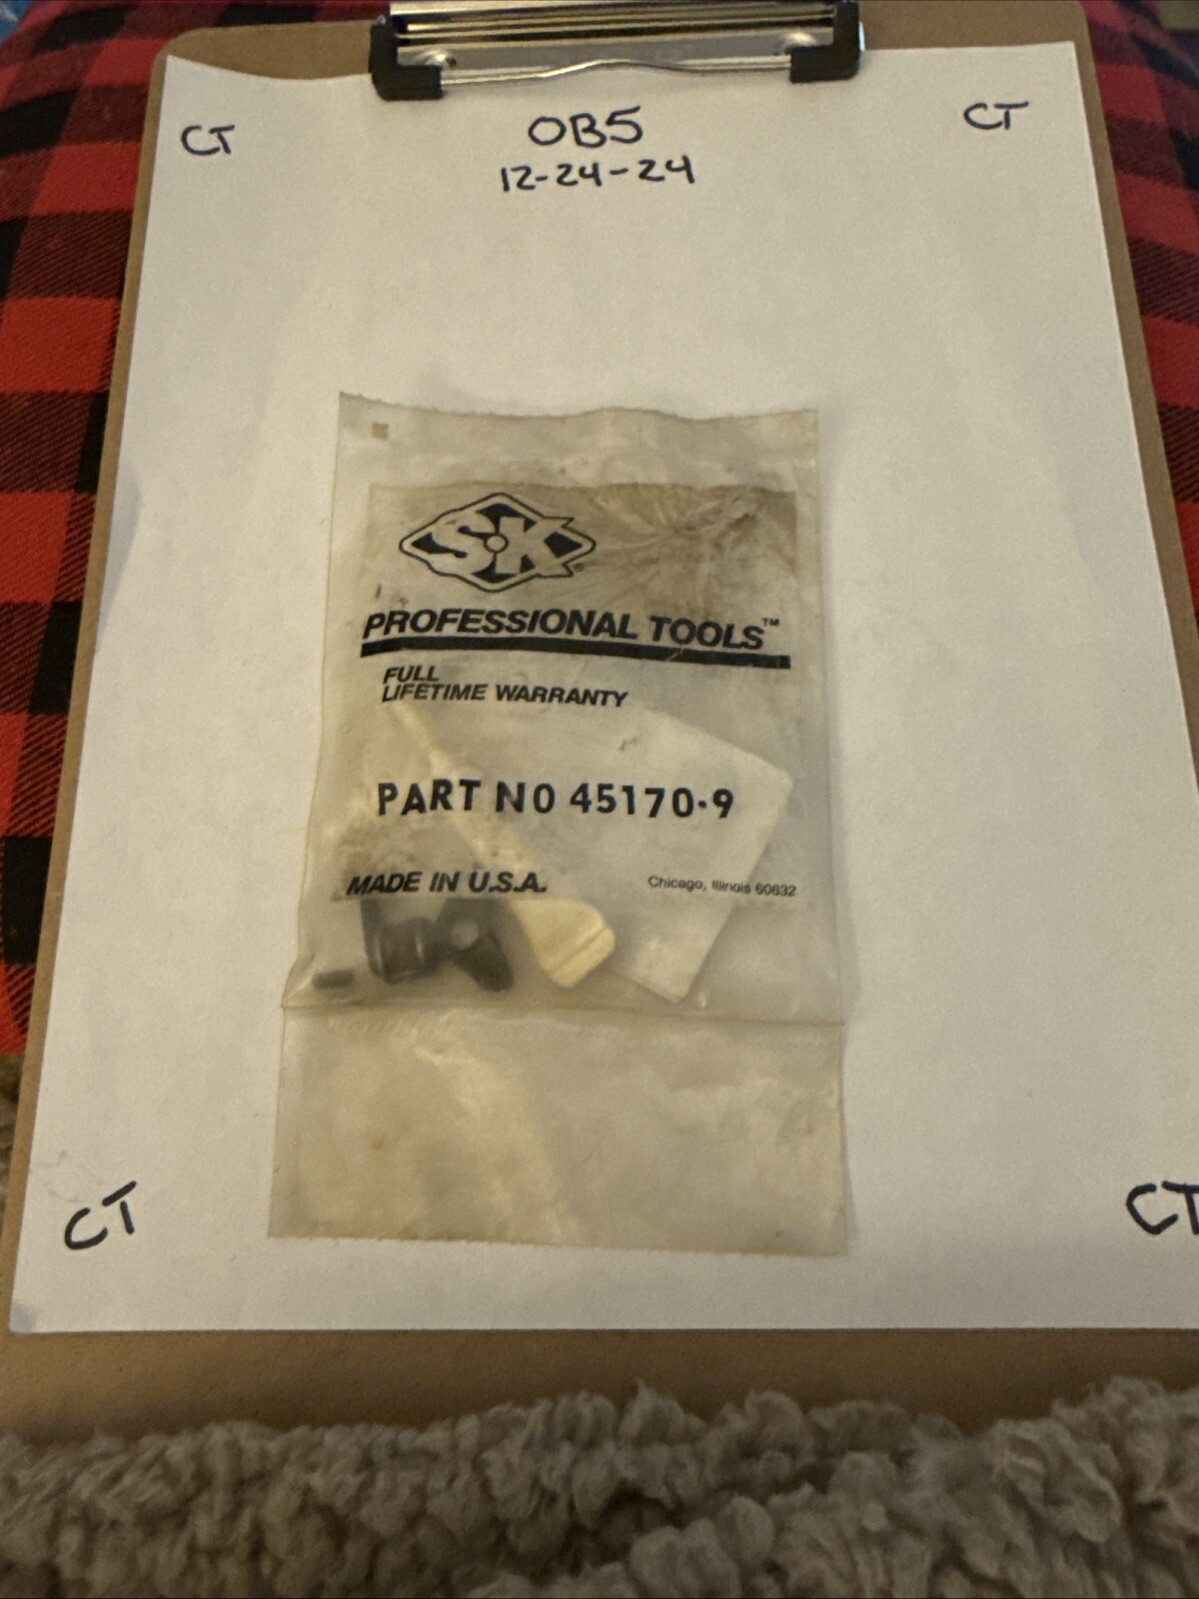 CT
OB5
CT
12-24-24
S·K®
PROFESSIONAL TOOLS™
FULL
LIFETIME WARRANTY
PART NO 45170-9
MADE IN U.S.A.
Chicago, Illinois 60632
CT
CT